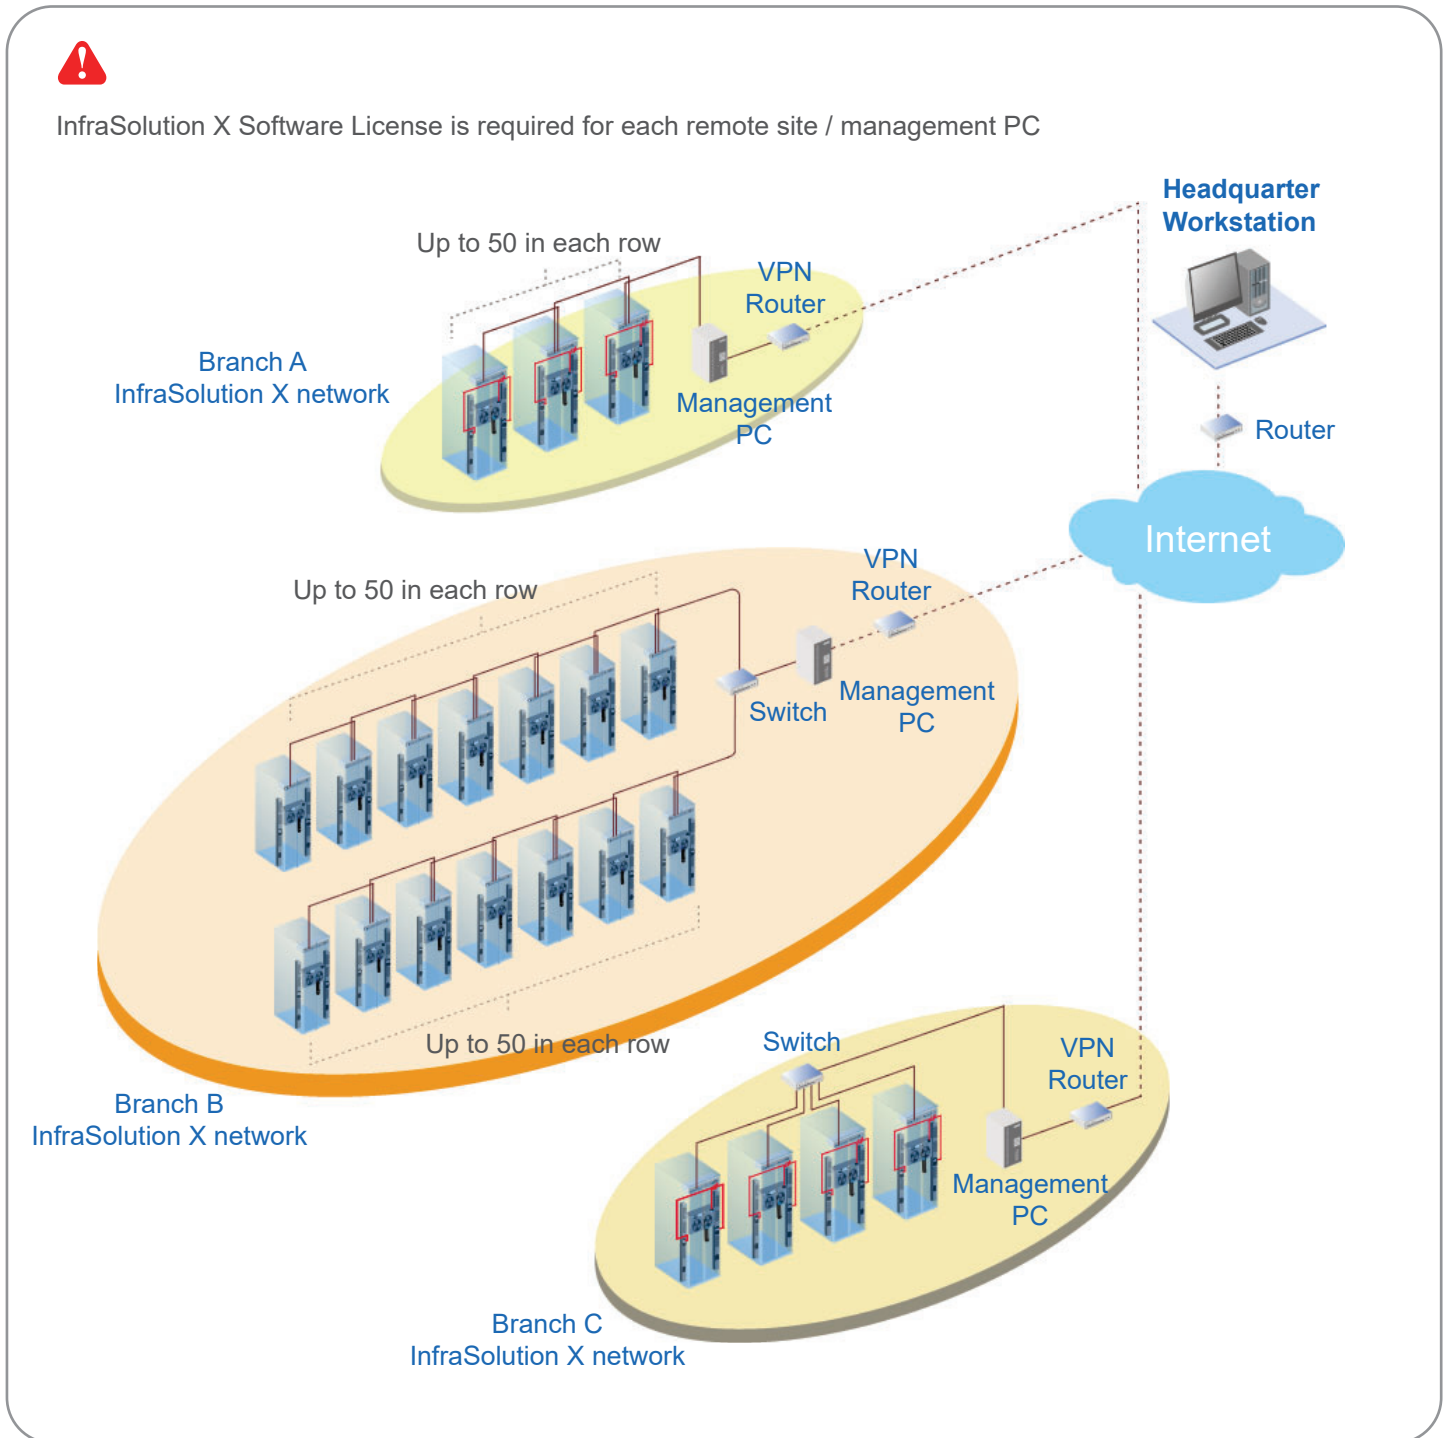 InfraSolution X Software License is required for each remote site / management PC
Headquarter
Workstation
Up to 50 in each row
VPN
Router
Branch A
InfraSolution X network
Management
PC
Router
Internet
VPN
Router
Up to 50 in each row
Management
PC
Switch
Up to 50 in each row
Branch B
InfraSolution X network
Switch
VPN
Router
Management
PC
Branch C
InfraSolution X network